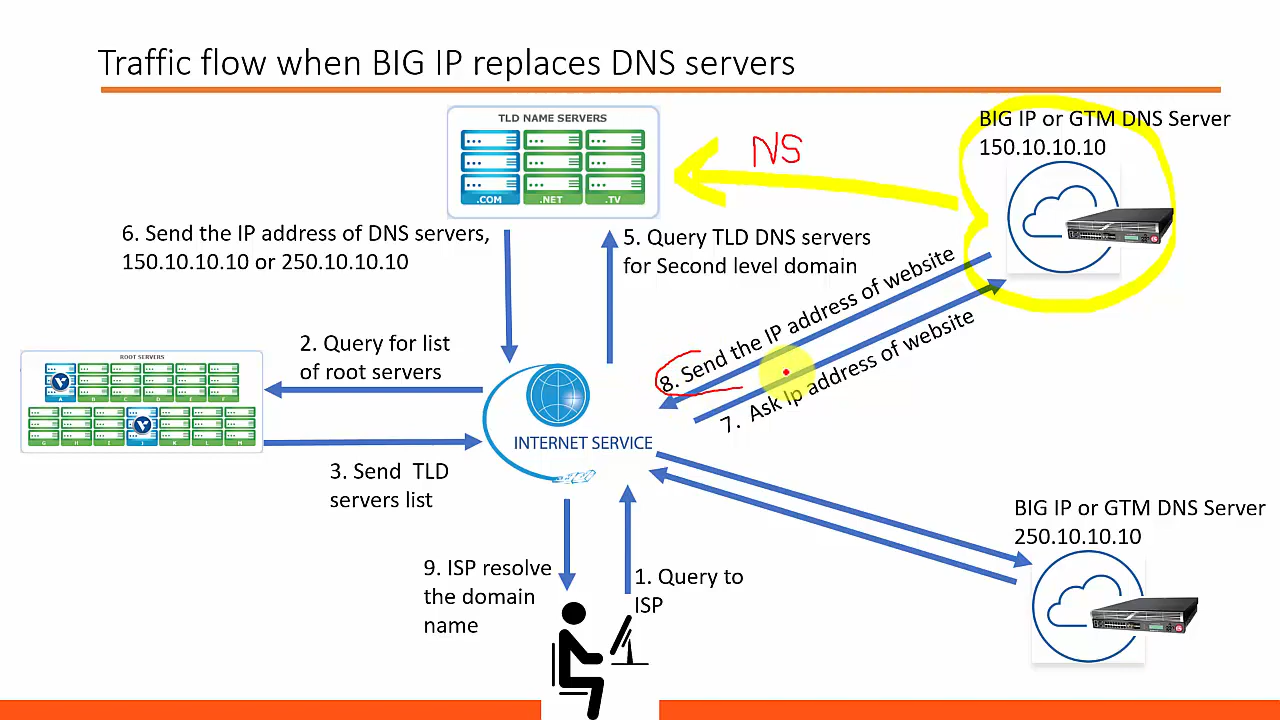 Traffic flow when BIG IP replaces DNS servers
TLD NAME SERVERS
.COM .NET .TV
NS
BIG IP or GTM DNS Server
150.10.10.10
6. Send the IP address of DNS servers,
150.10.10.10 or 250.10.10.10
5. Query TLD DNS servers
for Second level domain
8. Send the IP address of website
7. Ask Ip address of website
2. Query for list
of root servers
ROOT SERVERS
A B C D E F
G H I J K L M
INTERNET SERVICE
3. Send TLD
servers list
BIG IP or GTM DNS Server
250.10.10.10
9. ISP resolve
the domain
name
1. Query to
ISP